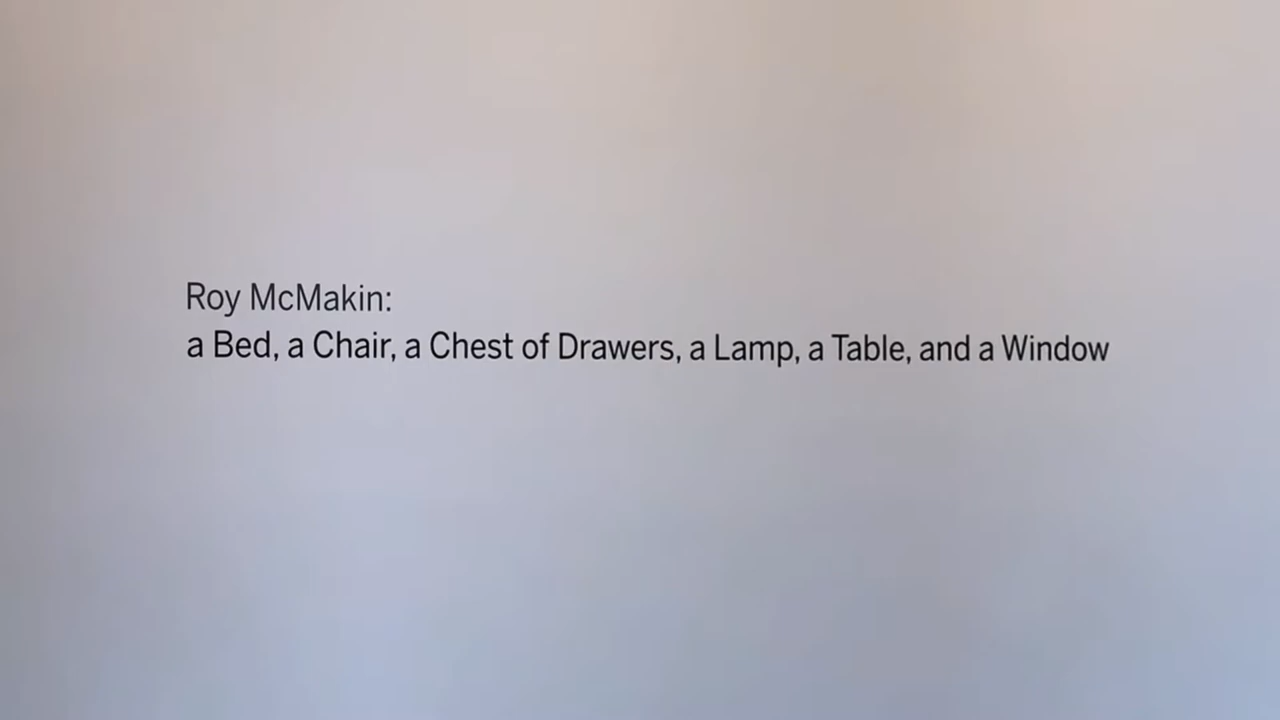 Roy McMakin:
a Bed, a Chair, a Chest of Drawers, a Lamp, a Table, and a Window